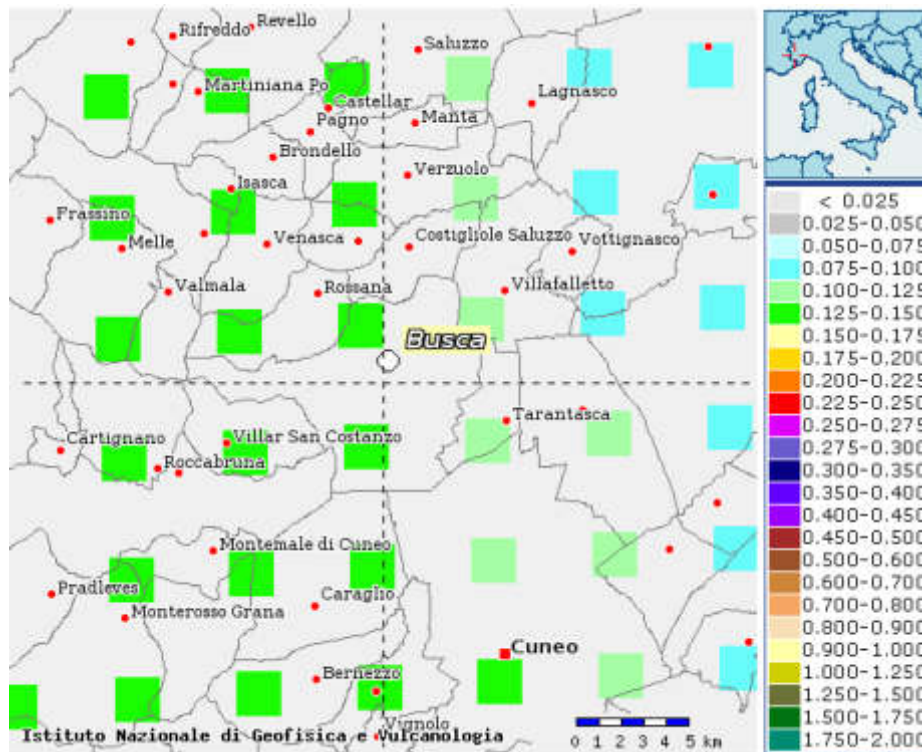 Revello
Rifreddo
Saluzzo
Martiniana Po
Lagnasco
Castellar
Pagno
Manta
Brondello
Verzuolo
Isasca
Frassino
Melle
Venasca
Costigliole Saluzzo
Vottignasco
Valmala
Rossana
Villafalletto
Busca
Tarantasca
Cartignano
Villar San Costanzo
Roccabruna
Montemale di Cuneo
Pradleves
Caraglio
Monterosso Grana
Cuneo
Bernezzo
Vignolo
Istituto Nazionale di Geofisica e Vulcanologia
0 1 2 3 4 5 km
< 0.025
0.025-0.050
0.050-0.075
0.075-0.100
0.100-0.125
0.125-0.150
0.150-0.175
0.175-0.200
0.200-0.225
0.225-0.250
0.250-0.275
0.275-0.300
0.300-0.350
0.350-0.400
0.400-0.450
0.450-0.500
0.500-0.600
0.600-0.700
0.700-0.800
0.800-0.900
0.900-1.000
1.000-1.250
1.250-1.500
1.500-1.750
1.750-2.000